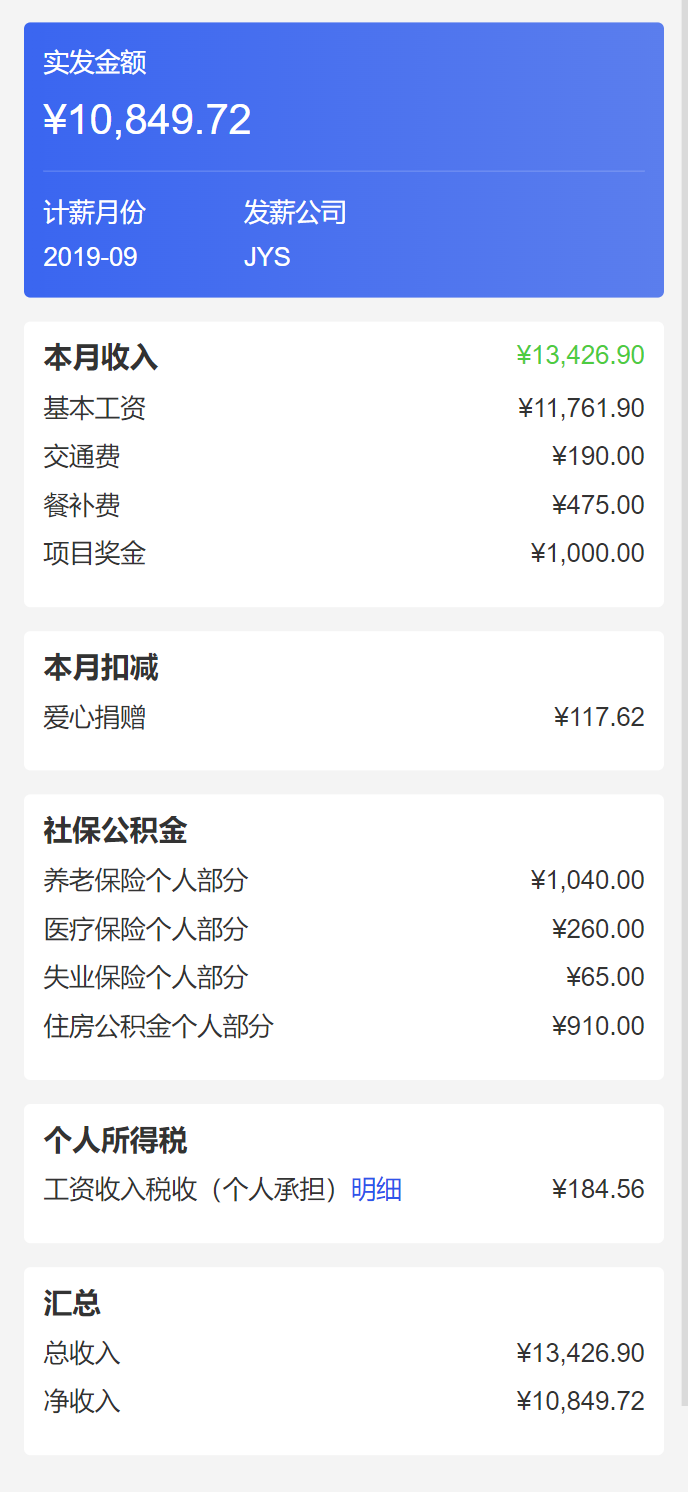 实发金额
¥10,849.72
计薪月份 发薪公司
2019-09 JYS
本月收入 ¥13,426.90
基本工资 ¥11,761.90
交通费 ¥190.00
餐补费 ¥475.00
项目奖金 ¥1,000.00
本月扣减
爱心捐赠 ¥117.62
社保公积金
养老保险个人部分 ¥1,040.00
医疗保险个人部分 ¥260.00
失业保险个人部分 ¥65.00
住房公积金个人部分 ¥910.00
个人所得税
工资收入税收（个人承担）明细 ¥184.56
汇总
总收入 ¥13,426.90
净收入 ¥10,849.72